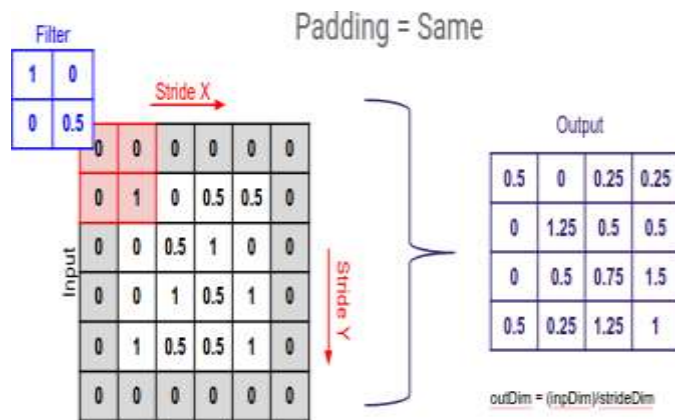 Padding = Same
Filter
1 0
0 0.5
Stride X
0 0 0 0 0 0
0 1 0 0.5 0.5 0
0 0 0.5 1 0 0
0 0 1 0.5 1 0
0 1 0.5 0.5 1 0
0 0 0 0 0 0
Input
Stride Y
Output
0.5 0 0.25 0.25
0 1.25 0.5 0.5
0 0.5 0.75 1.5
0.5 0.25 1.25 1
outDim = (inpDim)/strideDim